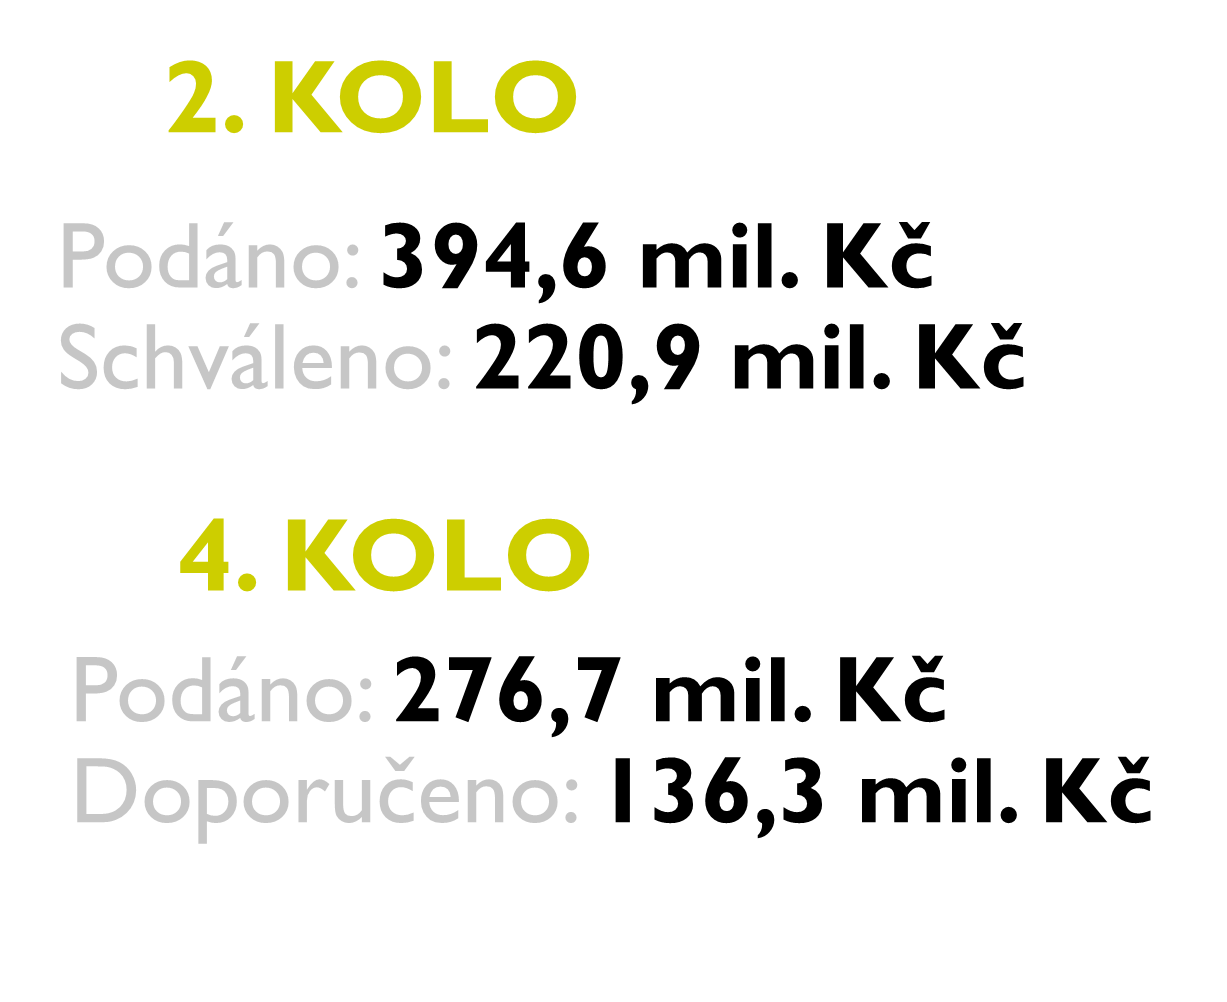 2. KOLO
Podáno: 394,6 mil. Kč
Schváleno: 220,9 mil. Kč
4. KOLO
Podáno: 276,7 mil. Kč
Doporučeno: 136,3 mil. Kč